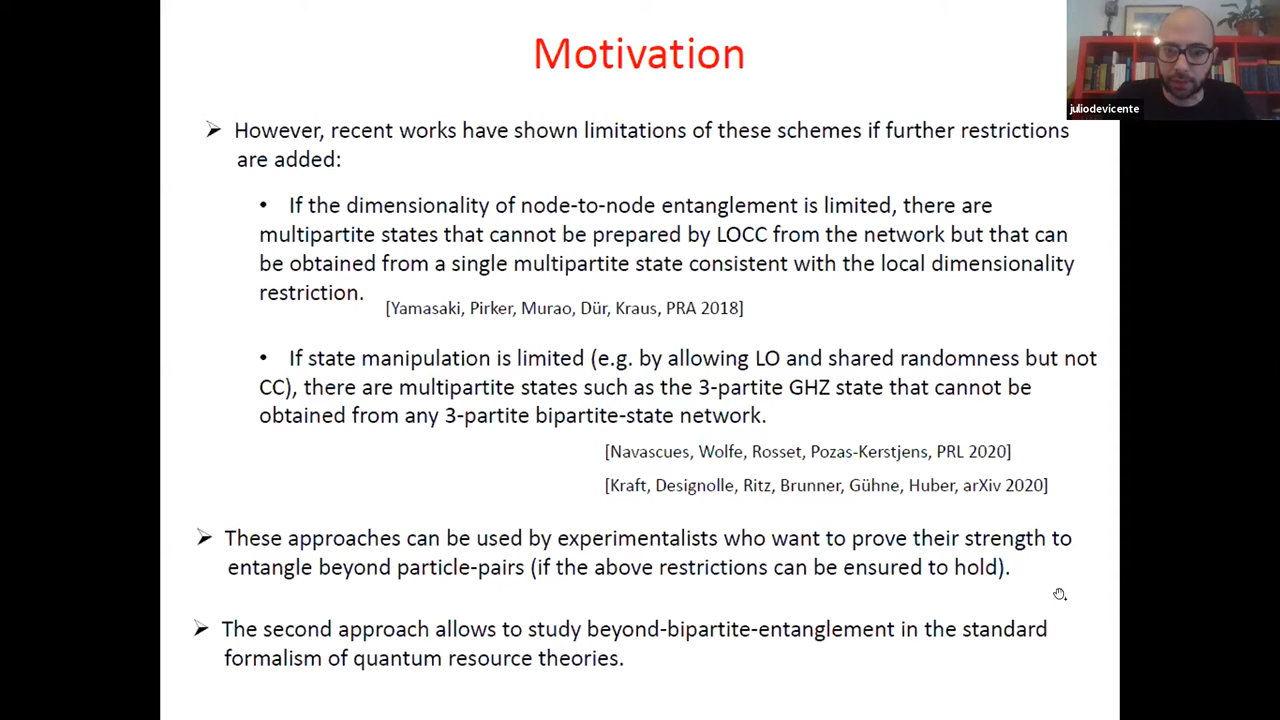 Motivation
juliodevicente
However, recent works have shown limitations of these schemes if further restrictions
are added:
• If the dimensionality of node-to-node entanglement is limited, there are
multipartite states that cannot be prepared by LOCC from the network but that can
be obtained from a single multipartite state consistent with the local dimensionality
restriction.
[Yamasaki, Pirker, Murao, Dür, Kraus, PRA 2018]
• If state manipulation is limited (e.g. by allowing LO and shared randomness but not
CC), there are multipartite states such as the 3-partite GHZ state that cannot be
obtained from any 3-partite bipartite-state network.
[Navascues, Wolfe, Rosset, Pozas-Kerstjens, PRL 2020]
[Kraft, Designolle, Ritz, Brunner, Gühne, Huber, arXiv 2020]
These approaches can be used by experimentalists who want to prove their strength to
entangle beyond particle-pairs (if the above restrictions can be ensured to hold).
The second approach allows to study beyond-bipartite-entanglement in the standard
formalism of quantum resource theories.